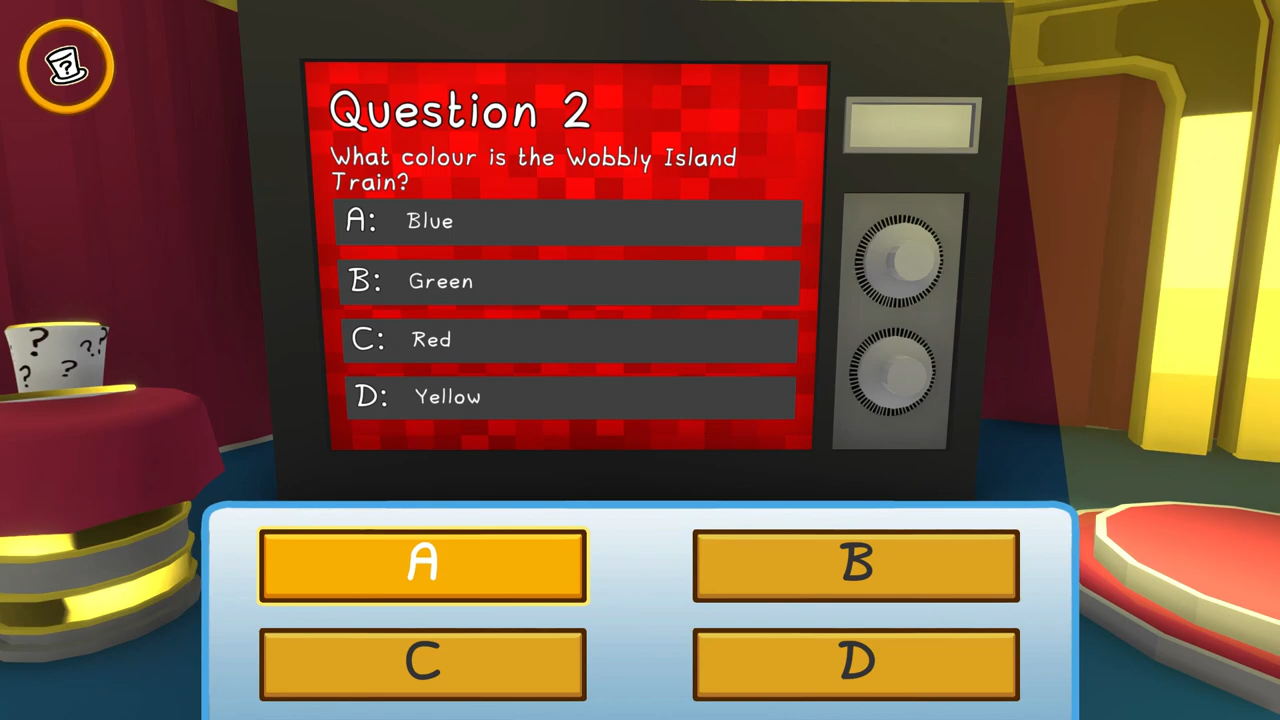 ?
Question 2
What colour is the Wobbly Island
Train?
A: Blue
B: Green
C: Red
D: Yellow
? ? ? ? ?
A B
C D